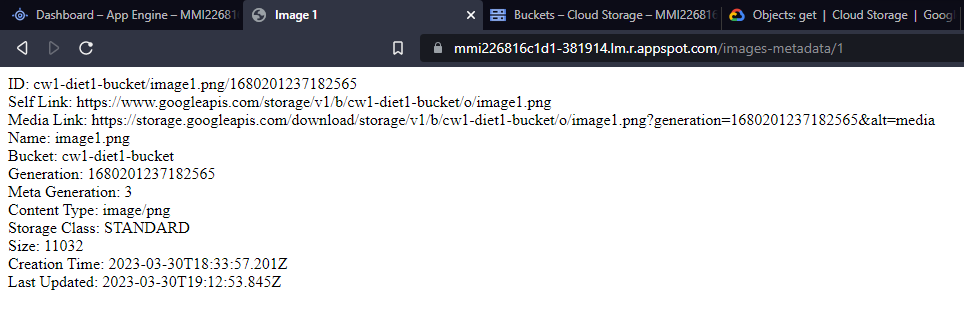 Dashboard – App Engine – MMI22681
Image 1
Buckets – Cloud Storage – MMI22681
Objects: get | Cloud Storage | Goog
mmi226816c1d1-381914.lm.r.appspot.com/images-metadata/1
ID: cw1-diet1-bucket/image1.png/1680201237182565
Self Link: https://www.googleapis.com/storage/v1/b/cw1-diet1-bucket/o/image1.png
Media Link: https://storage.googleapis.com/download/storage/v1/b/cw1-diet1-bucket/o/image1.png?generation=1680201237182565&alt=media
Name: image1.png
Bucket: cw1-diet1-bucket
Generation: 1680201237182565
Meta Generation: 3
Content Type: image/png
Storage Class: STANDARD
Size: 11032
Creation Time: 2023-03-30T18:33:57.201Z
Last Updated: 2023-03-30T19:12:53.845Z